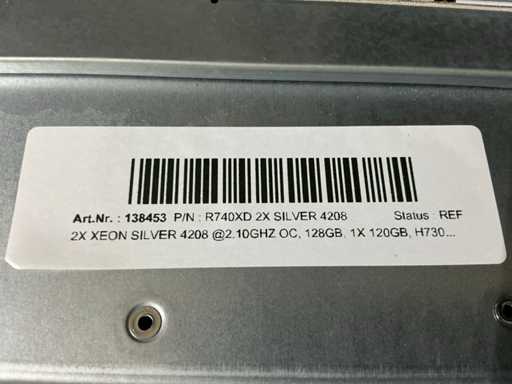 Art.Nr. : 138453 P/N : R740XD 2X SILVER 4208 Status : REF
2X XEON SILVER 4208 @2.10GHZ OC, 128GB, 1X 120GB, H730...